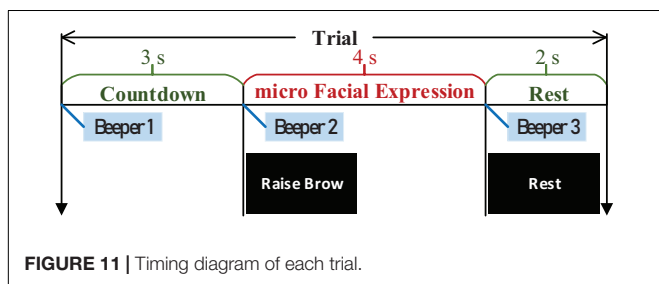 Trial
3 s 4 s 2 s
Countdown micro Facial Expression Rest
Beeper 1 Beeper 2 Beeper 3
Raise Brow Rest
FIGURE 11 | Timing diagram of each trial.